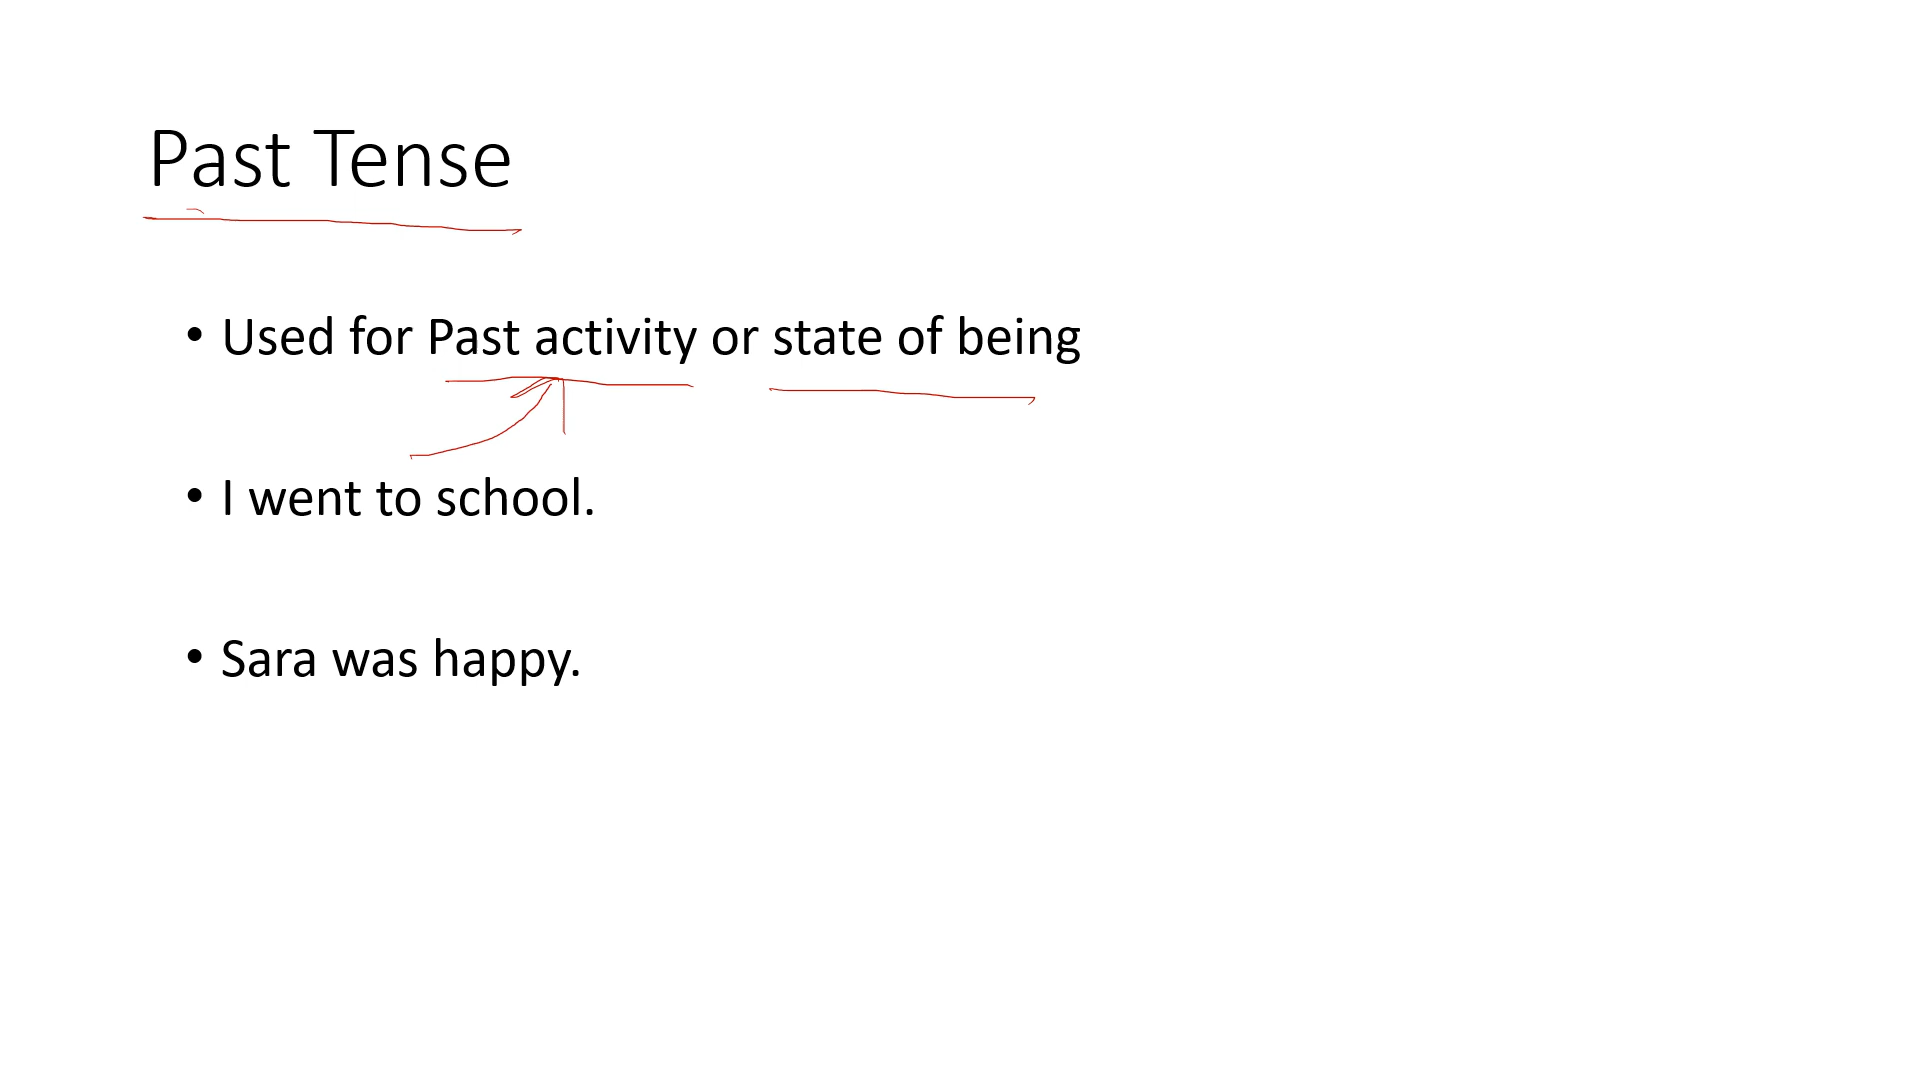 Past Tense
• Used for Past activity or state of being
• I went to school.
• Sara was happy.